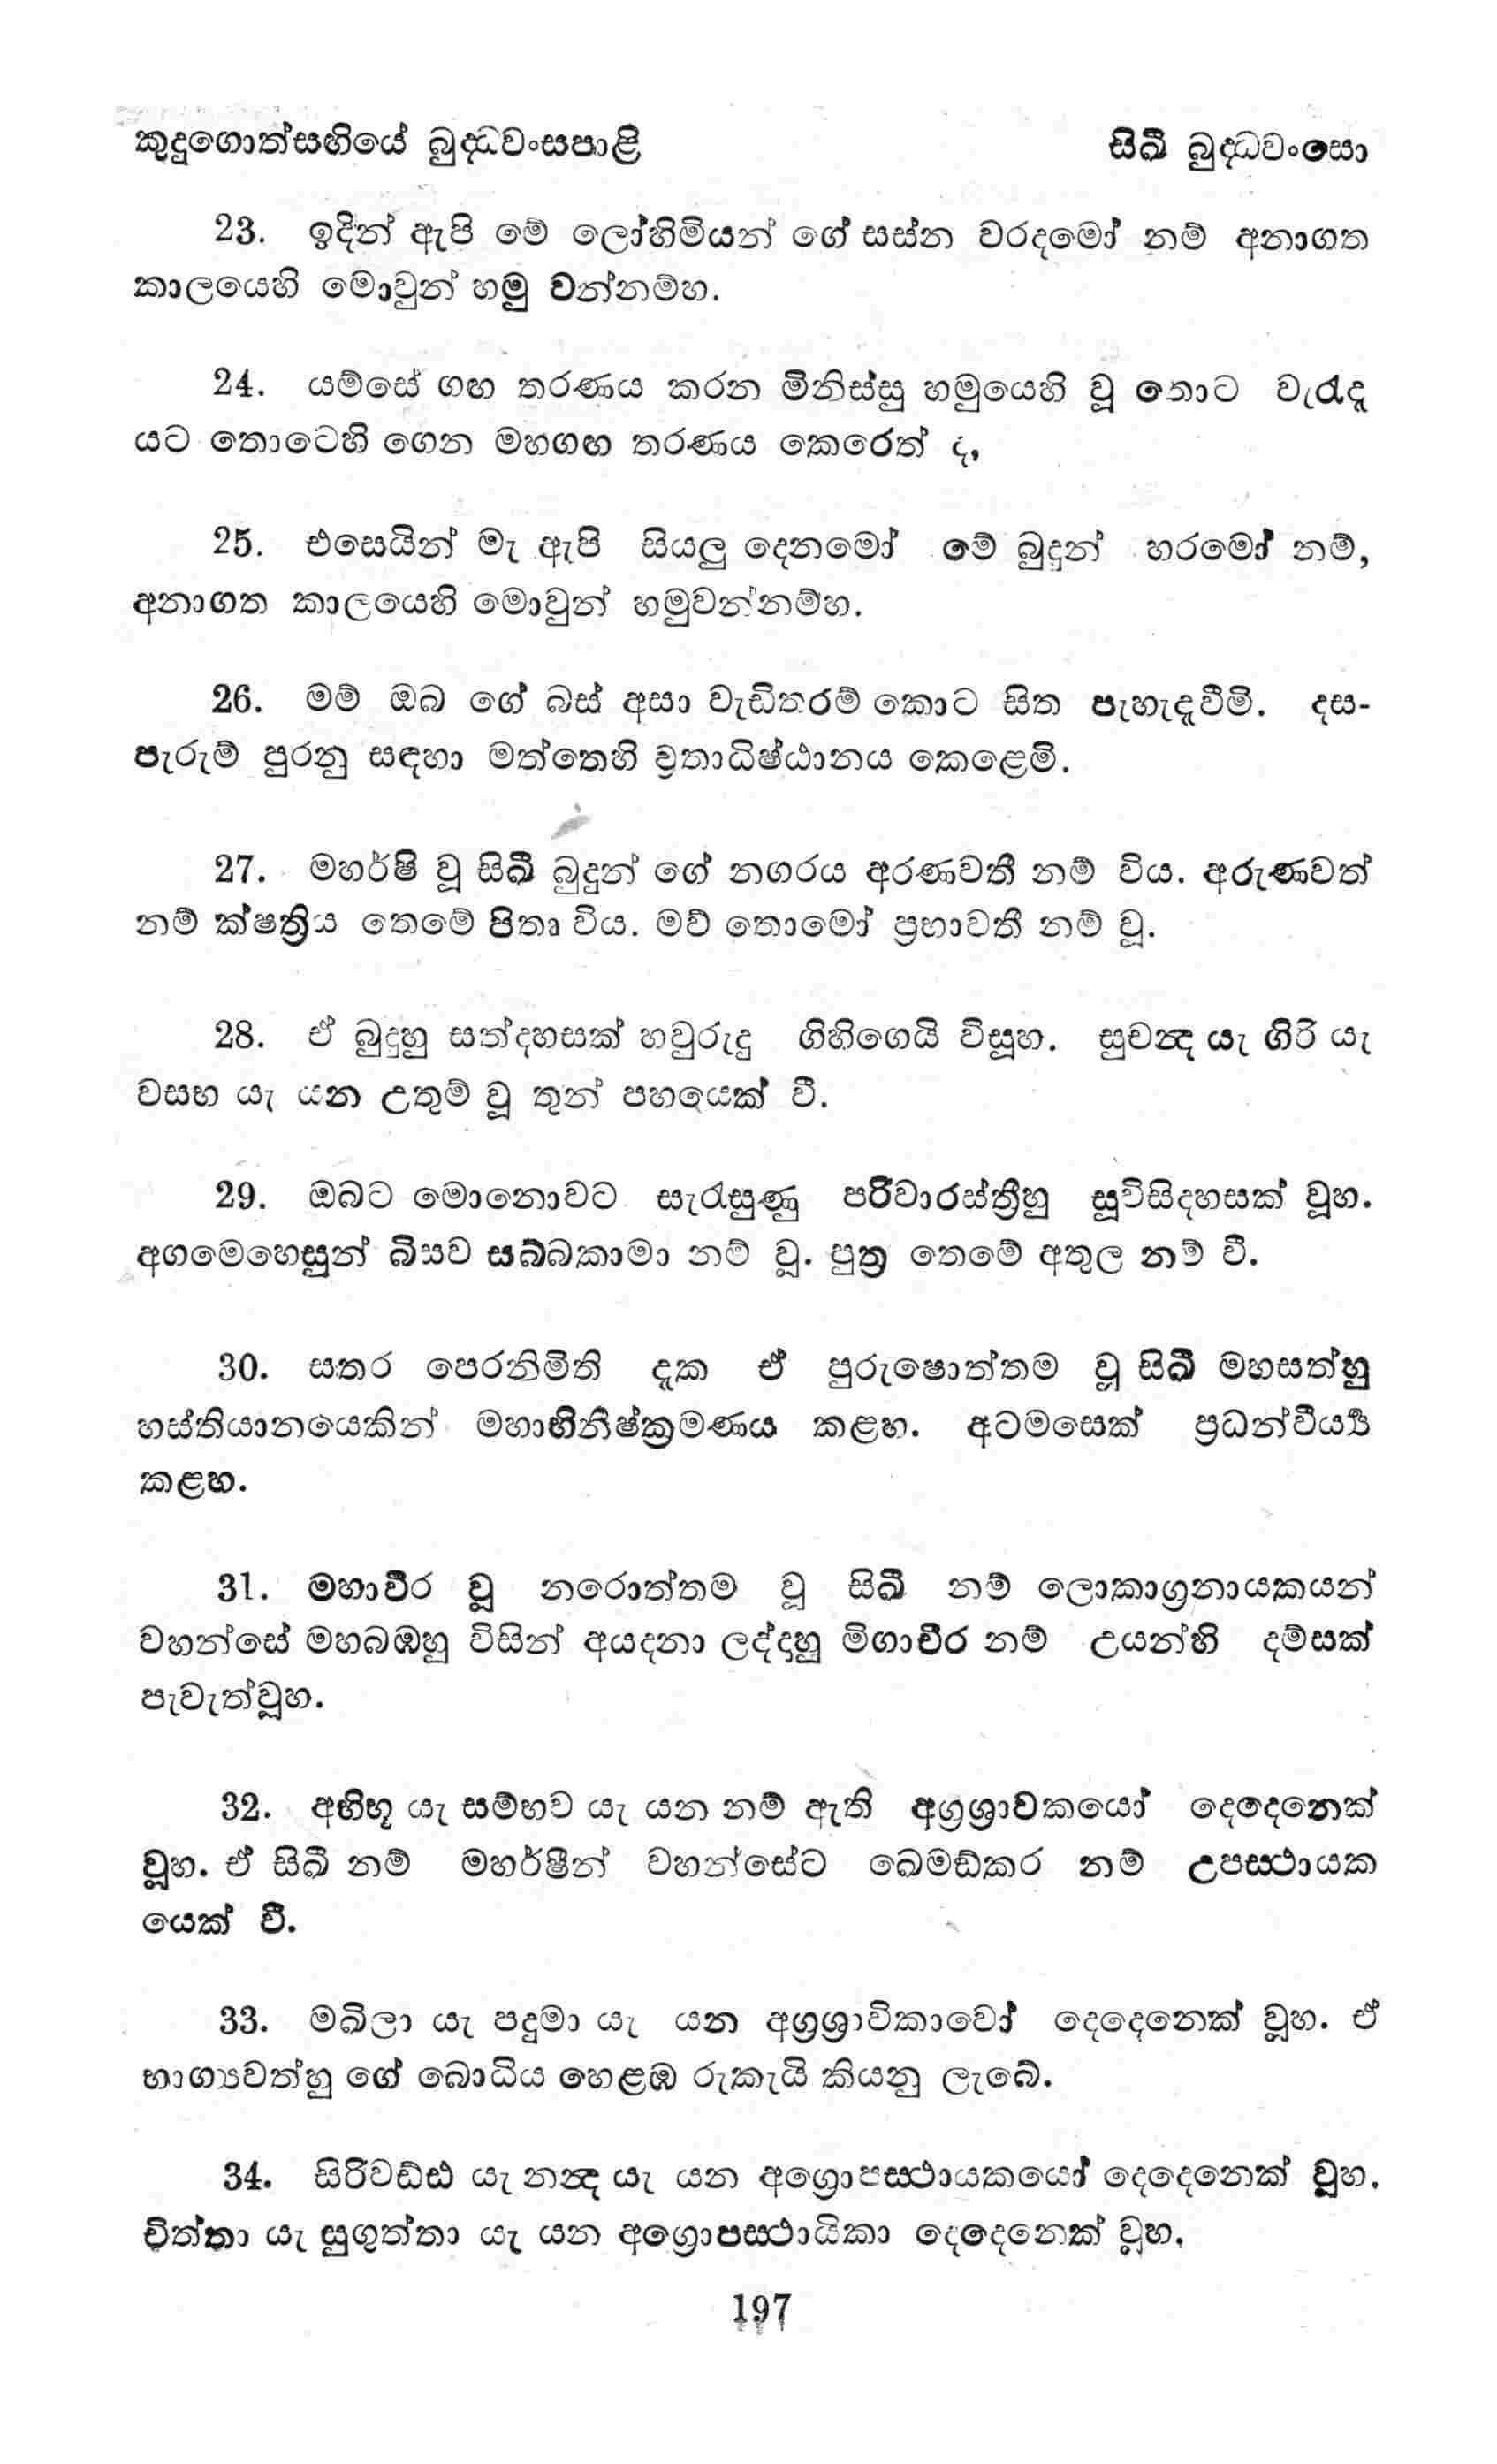 කුදුගොත්සඟියේ බුද්ධවංසපාළි
සිඛී බුද්ධවංසො
23. ඉදින් ඇපි මේ ලෝහිමියන් ගේ සස්න වරදමෝ නම් අනාගත
කාලයෙහි මොවුන් හමු වන්නම්හ.
24. යම්සේ ගඟ තරණය කරන මිනිස්සු හමුයෙහි වූ තොට වැරැදැ
යට තොටෙහි ගෙන මහගඟ තරණය කෙරෙත් ද,
25. එසෙයින් මැ ඇපි සියලු දෙනමෝ මේ බුදුන් හරමෝ නම්,
අනාගත කාලයෙහි මොවුන් හමුවන්නම්හ.
26. මම් ඔබ ගේ බස් අසා වැඩිතරම් කොට සිත පැහැදැවීමි. දස-
පැරුම් පුරනු සඳහා මත්තෙහි ව්‍රතාධිෂ්ඨානය කෙළෙමි.
27. මහර්ෂි වූ සිඛී බුදුන් ගේ නගරය අරණවතී නම් විය. අරුණවත්
නම් ක්ෂත්‍රිය තෙමේ පිතෘ විය. මව් තොමෝ ප්‍රභාවතී නම් වූ.
28. ඒ බුදුහු සත්දහසක් හවුරුදු ගිහිගෙයි විසූහ. සුචන්‍ද යැ ගිරි යැ
වසභ යැ යන උතුම් වූ තුන් පහයෙක් වී.
29. ඔබට මොනොවට සැරැසුණු පරිවාරස්ත්‍රීහු සූවිසිදහසක් වූහ.
අගමෙහෙසුන් බිසව සබ්බකාමා නම් වූ. පුත්‍ර තෙමේ අතුල නම් වී.
30. සතර පෙරනිමිති දැක ඒ පුරුෂොත්තම වූ සිඛී මහසත්හු
හස්තියානයෙකින් මහාභිනිෂ්ක්‍රමණය කළහ. අටමසෙක් ප්‍රධන්වීර්‍ය්‍ය
කළහ.
31. මහාවීර වූ නරොත්තම වූ සිඛී නම් ලොකාග්‍රනායකයන්
වහන්සේ මහබඹහු විසින් අයදනා ලද්දහු මිගාචීර නම් උයන්හි දම්සක්
පැවැත්වූහ.
32. අභිභූ යැ සම්භව යැ යන නම් ඇති අග්‍රශ්‍රාවකයෝ දෙදෙනෙක්
වූහ. ඒ සිඛී නම් මහර්ෂීන් වහන්සේට ඛෙමඞ්කර නම් උපස්ථායක
යෙක් වී.
33. මඛිලා යැ පදුමා යැ යන අග්‍රශ්‍රාවිකාවෝ දෙදෙනෙක් වූහ. ඒ
භාග්‍යවත්හු ගේ බොධිය හෙළඹ රුකැයි කියනු ලැබේ.
34. සිරිවඩ්ඪ යැ නන්‍ද යැ යන අග්‍රොපස්ථායකයෝ දෙදෙනෙක් වූහ.
චිත්තා යැ සුගුත්තා යැ යන අග්‍රොපස්ථායිකා දෙදෙනෙක් වූහ,
197